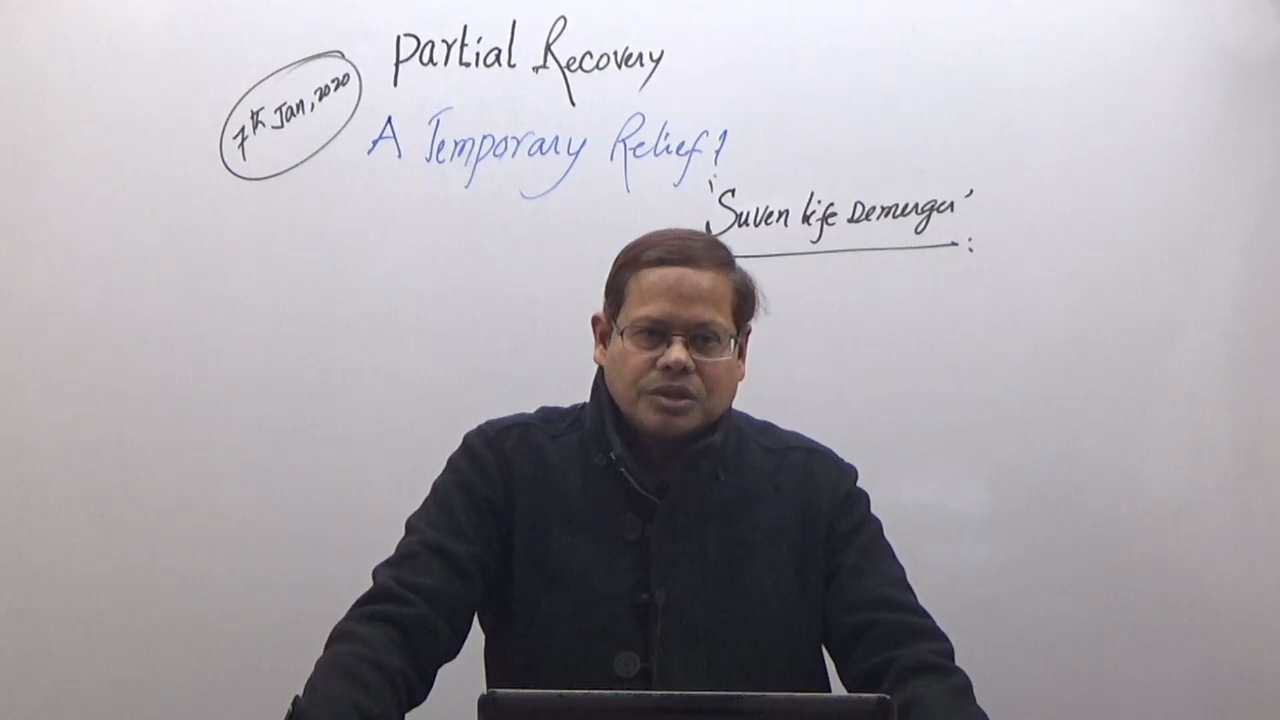 Partial Recovery
7th Jan, 2020
A Temporary Relief?
'Suven Life Demerger'